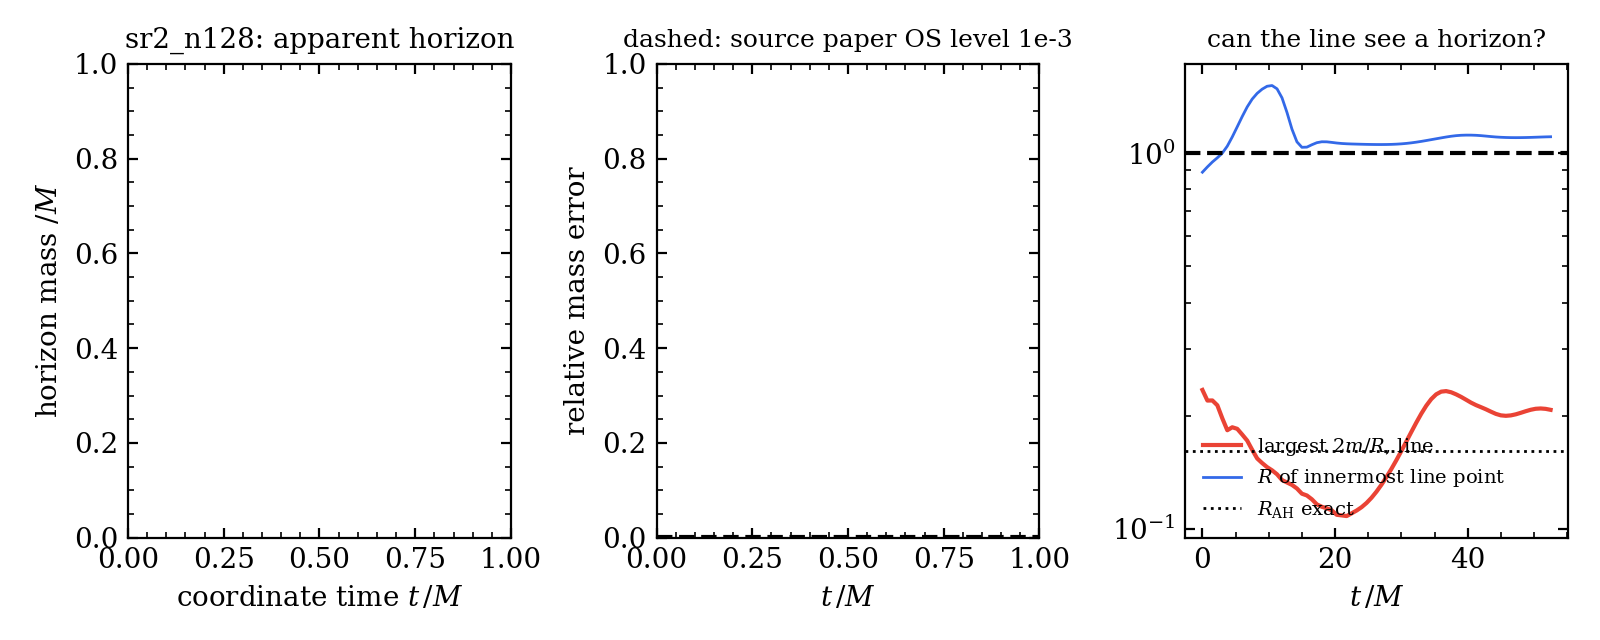 sr2_n128: apparent horizon
horizon mass /M
1.0
0.8
0.6
0.4
0.2
0.0
0.00 0.25 0.50 0.75 1.00
coordinate time t/M
dashed: source paper OS level 1e-3
relative mass error
1.0
0.8
0.6
0.4
0.2
0.0
0.00 0.25 0.50 0.75 1.00
t/M
can the line see a horizon?
10⁰
10⁻¹
largest 2m/R, line
R of innermost line point
R_AH exact
0 20 40
t/M